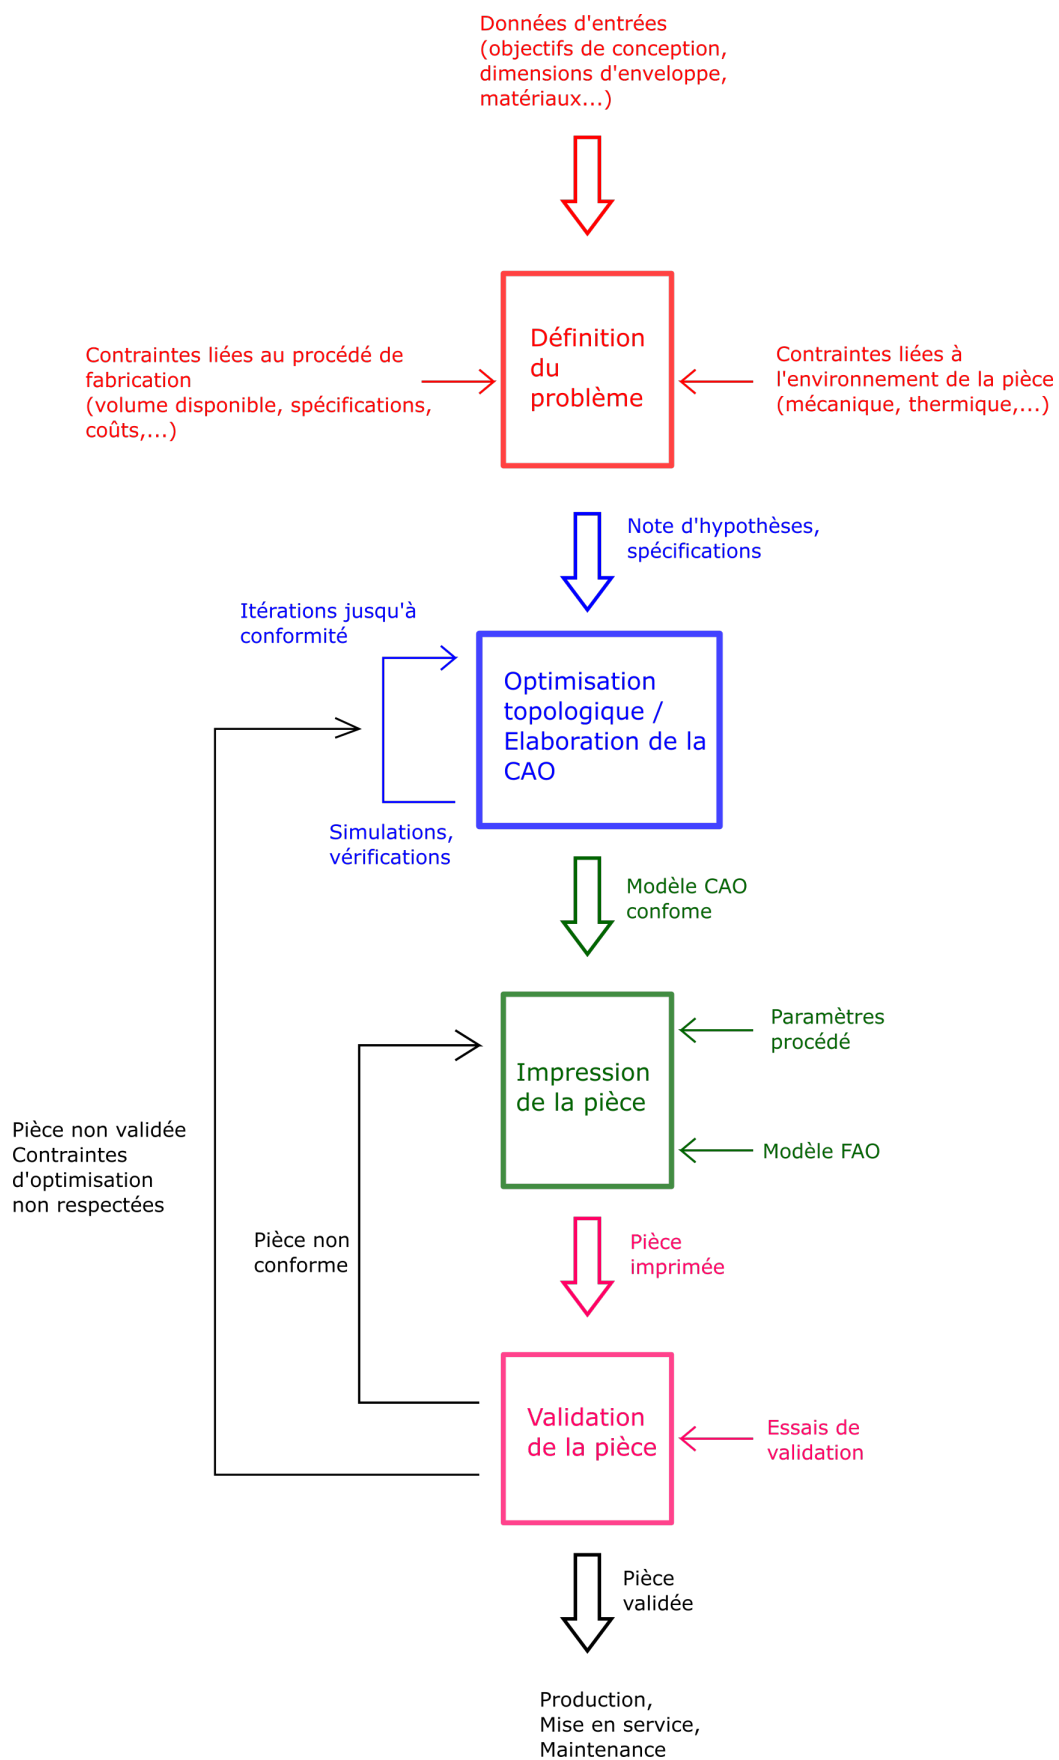 Données d'entrées
(objectifs de conception,
dimensions d'enveloppe,
matériaux...)
Définition
du
problème
Contraintes liées au procédé de
fabrication
(volume disponible, spécifications,
coûts,...)
Contraintes liées à
l'environnement de la pièce
(mécanique, thermique,...)
Note d'hypothèses,
spécifications
Itérations jusqu'à
conformité
Optimisation
topologique /
Elaboration de la
CAO
Simulations,
vérifications
Modèle CAO
confome
Paramètres
procédé
Impression
de la pièce
Modèle FAO
Pièce non validée
Contraintes
d'optimisation
non respectées
Pièce non
conforme
Pièce
imprimée
Validation
de la pièce
Essais de
validation
Pièce
validée
Production,
Mise en service,
Maintenance